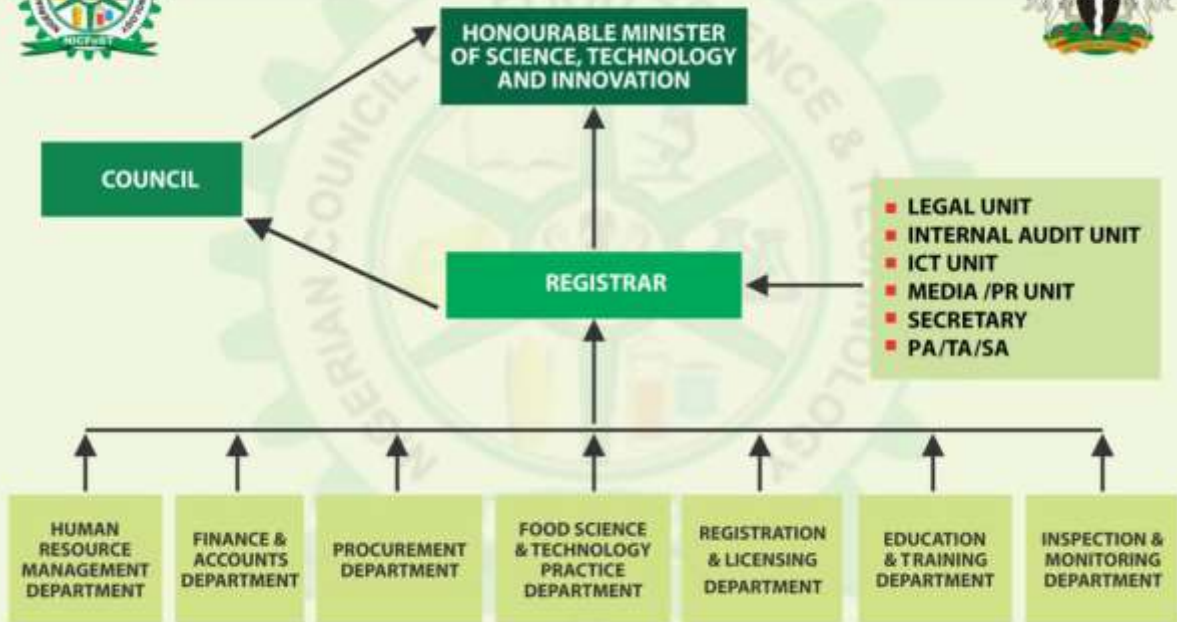 NICFoST
HONOURABLE MINISTER
OF SCIENCE, TECHNOLOGY
AND INNOVATION
COUNCIL
REGISTRAR
LEGAL UNIT
INTERNAL AUDIT UNIT
ICT UNIT
MEDIA /PR UNIT
SECRETARY
PA/TA/SA
HUMAN
RESOURCE
MANAGEMENT
DEPARTMENT
FINANCE &
ACCOUNTS
DEPARTMENT
PROCUREMENT
DEPARTMENT
FOOD SCIENCE
& TECHNOLOGY
PRACTICE
DEPARTMENT
REGISTRATION
& LICENSING
DEPARTMENT
EDUCATION
& TRAINING
DEPARTMENT
INSPECTION &
MONITORING
DEPARTMENT